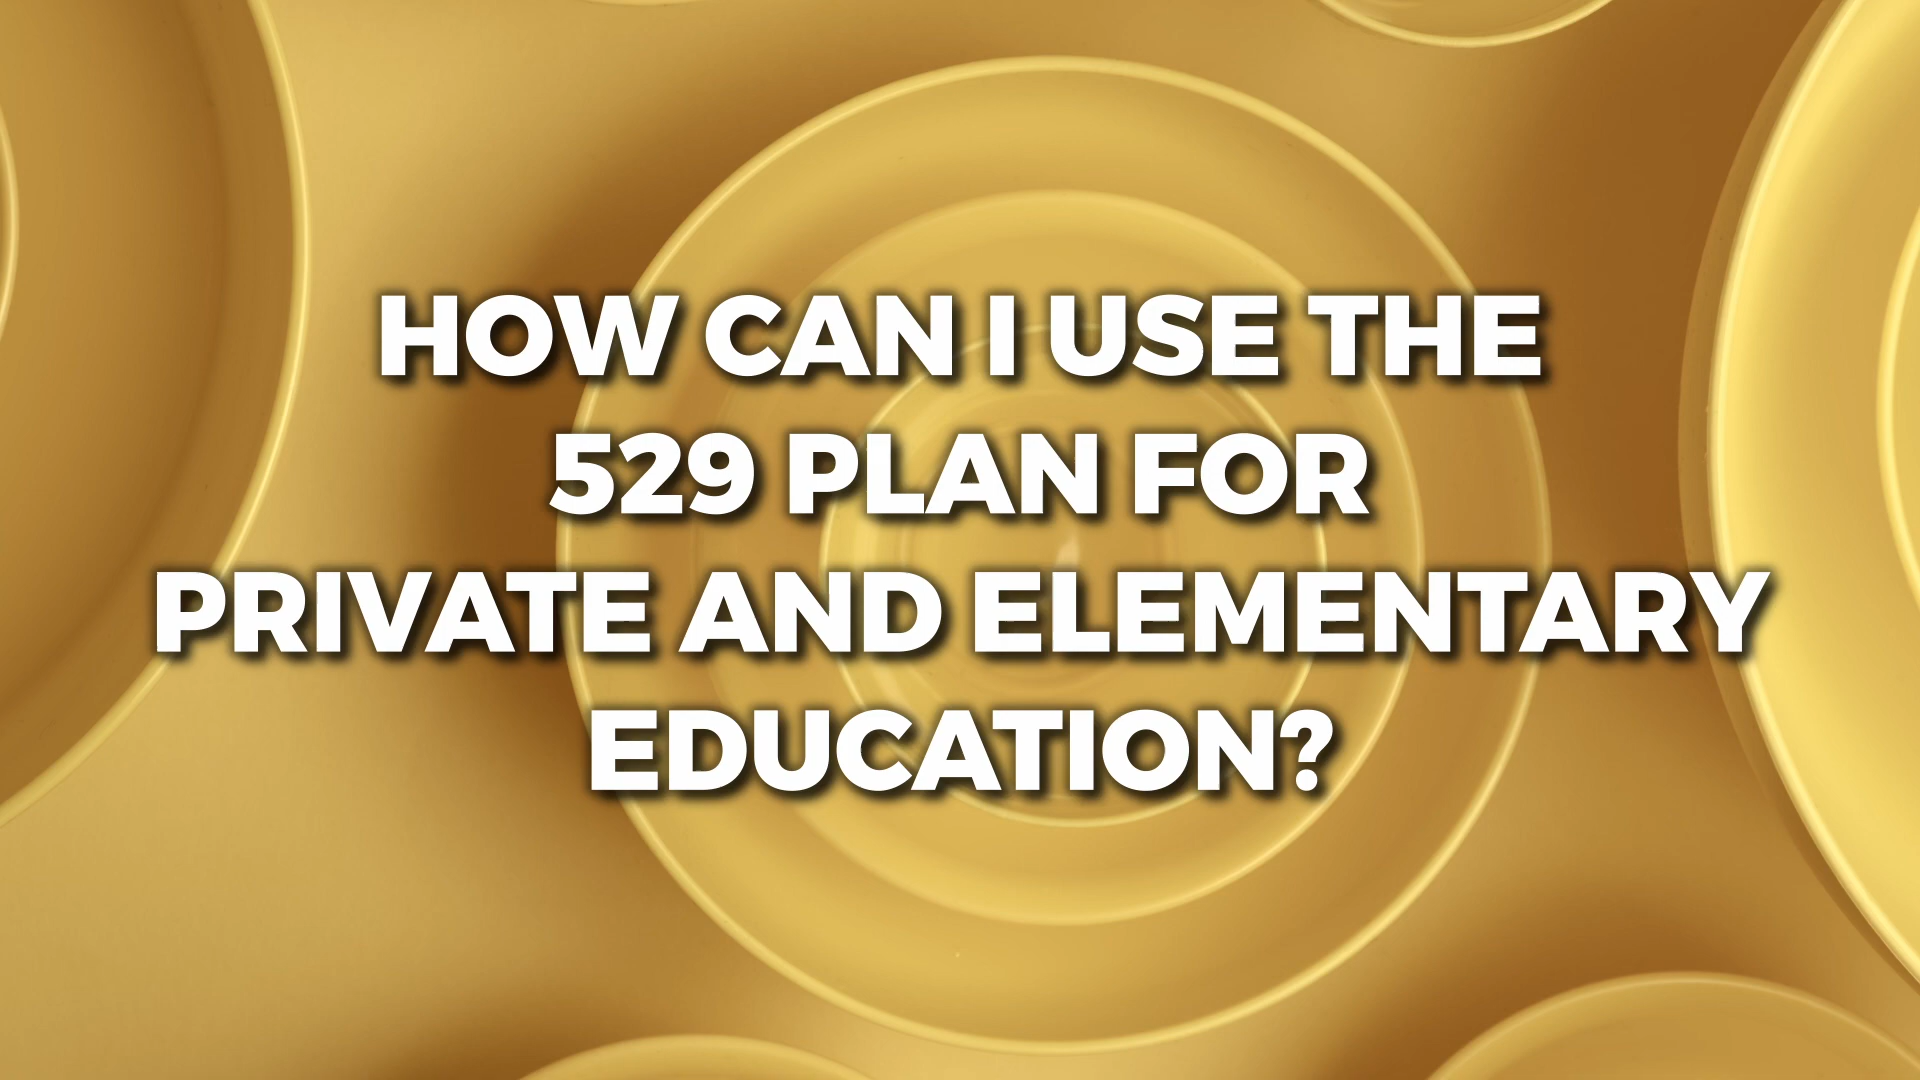 HOW CAN I USE THE
529 PLAN FOR
PRIVATE AND ELEMENTARY
EDUCATION?